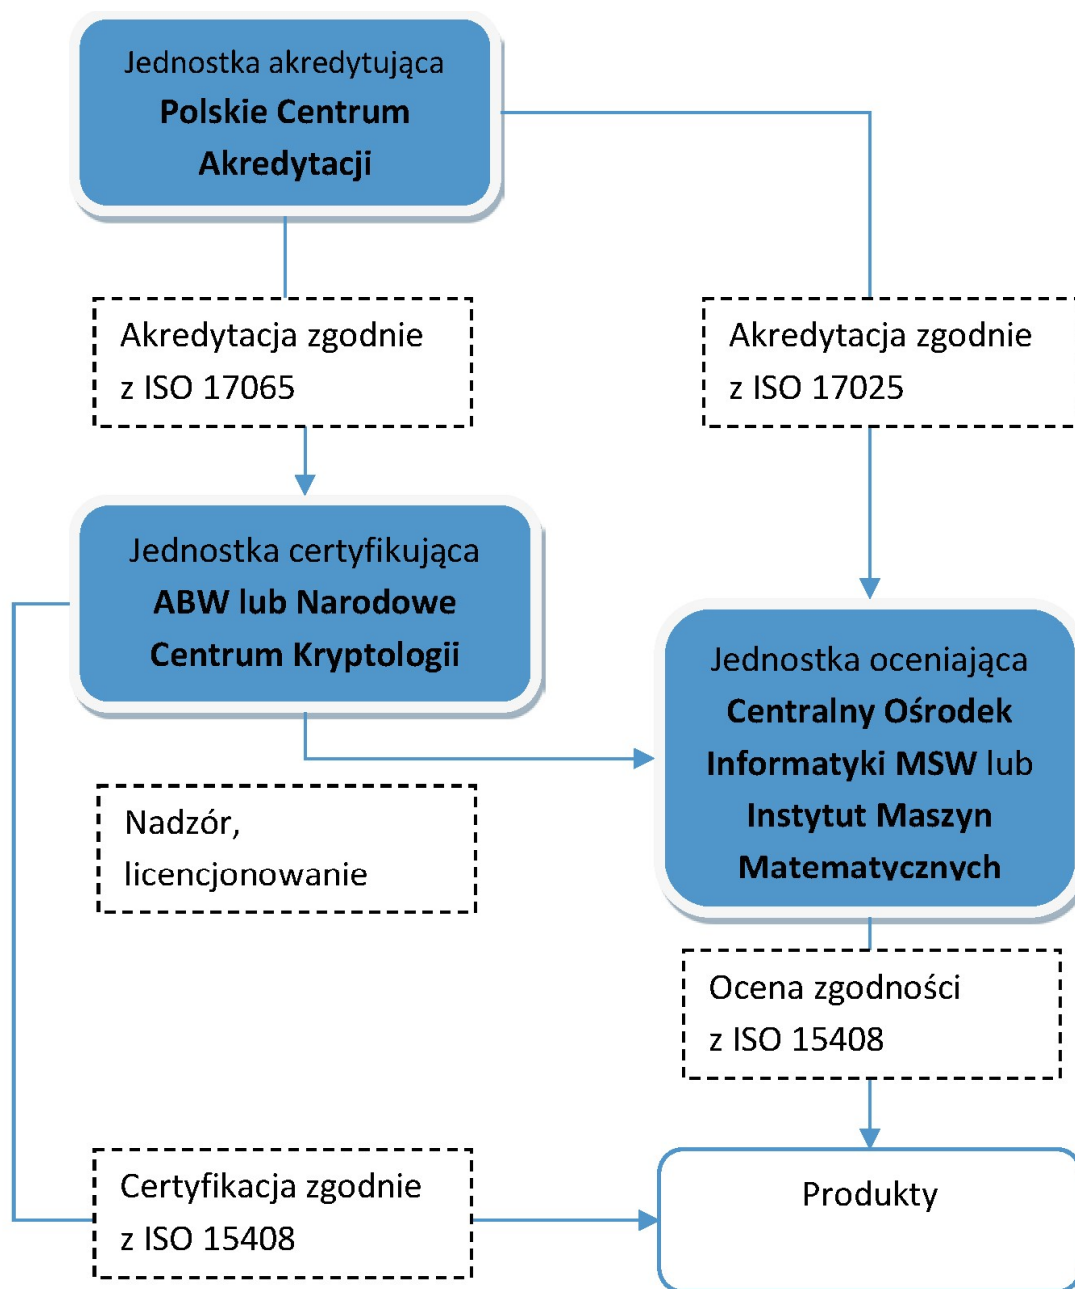 Jednostka akredytująca
Polskie Centrum
Akredytacji
Akredytacja zgodnie
z ISO 17065
Akredytacja zgodnie
z ISO 17025
Jednostka certyfikująca
ABW lub Narodowe
Centrum Kryptologii
Jednostka oceniająca
Centralny Ośrodek
Informatyki MSW lub
Instytut Maszyn
Matematycznych
Nadzór,
licencjonowanie
Ocena zgodności
z ISO 15408
Certyfikacja zgodnie
z ISO 15408
Produkty